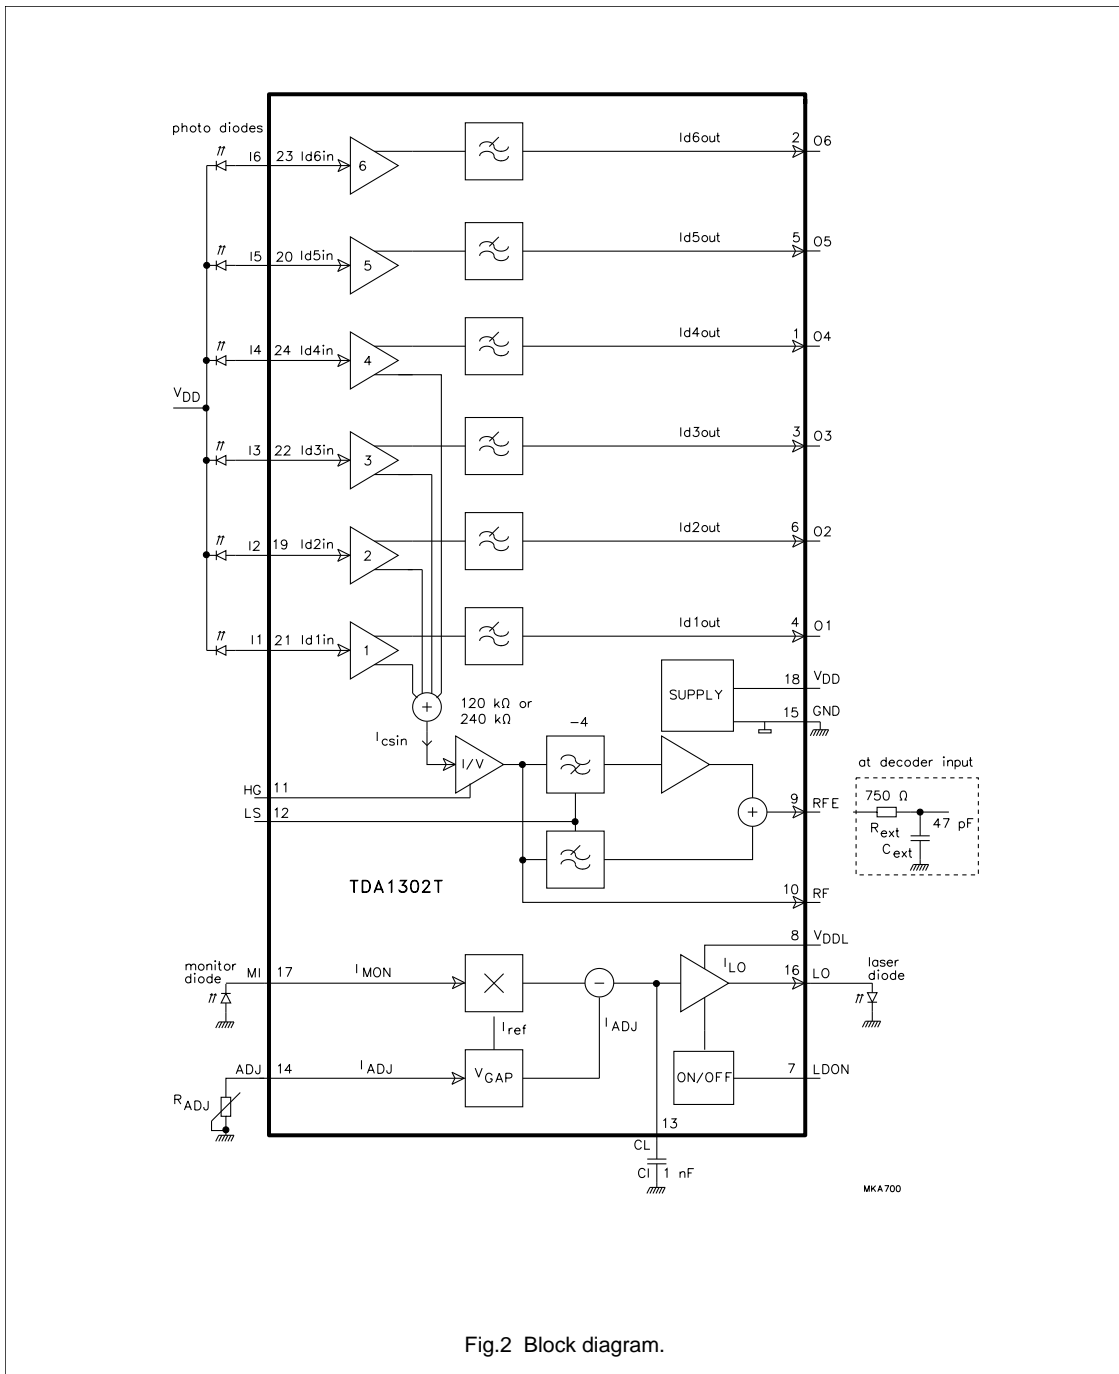 photo diodes
I6 23 Id6in 6 Id6out 2 O6
I5 20 Id5in 5 Id5out 5 O5
I4 24 Id4in 4 Id4out 1 O4
VDD
I3 22 Id3in 3 Id3out 3 O3
I2 19 Id2in 2 Id2out 6 O2
I1 21 Id1in 1 Id1out 4 O1
SUPPLY 18 VDD
15 GND
+
120 kΩ or
240 kΩ
Icsin
I/V
-4
HG 11
LS 12
+
9 RFE
at decoder input
750 Ω
Rext
47 pF
Cext
TDA1302T
10 RF
8 VDDL
monitor
diode
MI 17 IMON × − ILO 16 LO
laser
diode
Iref
IADJ
ADJ 14 IADJ VGAP ON/OFF 7 LDON
RADJ
13
CL
CI 1 nF
MKA700
Fig.2 Block diagram.